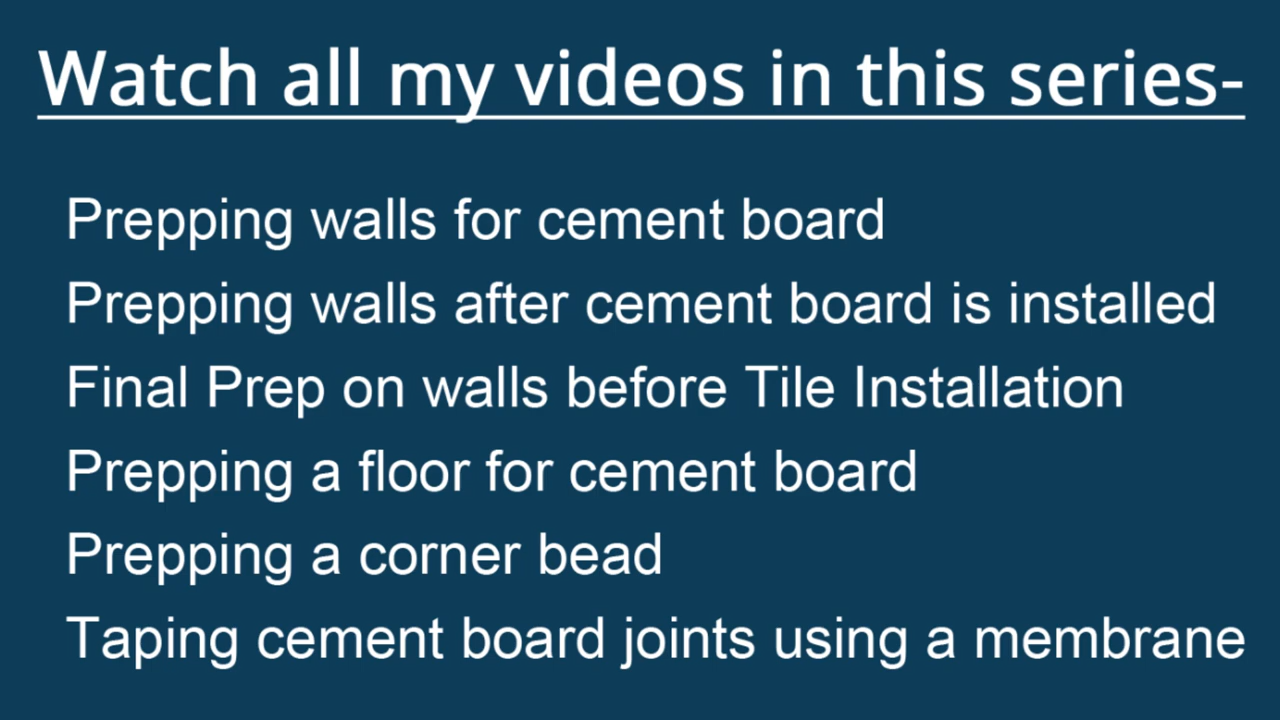 Watch all my videos in this series-
Prepping walls for cement board
Prepping walls after cement board is installed
Final Prep on walls before Tile Installation
Prepping a floor for cement board
Prepping a corner bead
Taping cement board joints using a membrane